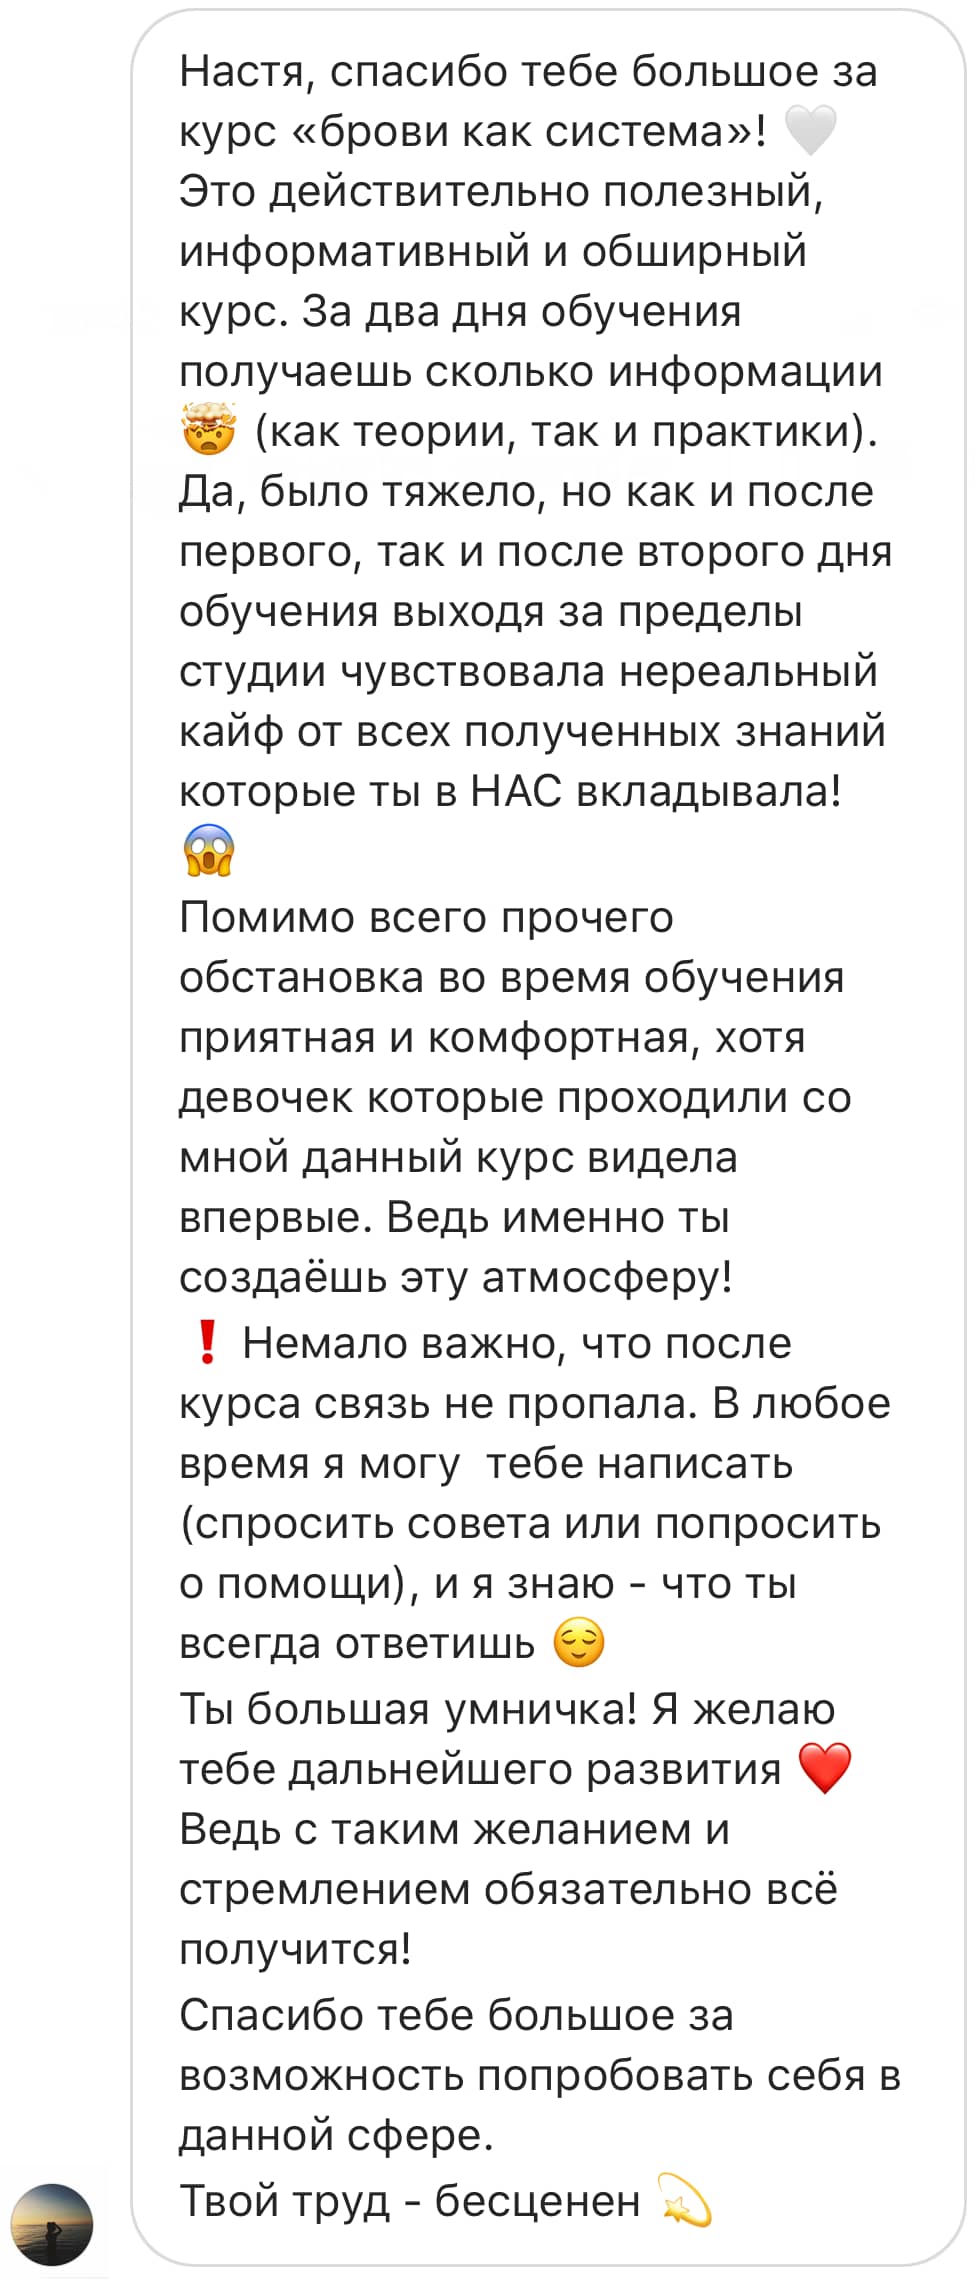 Настя, спасибо тебе большое за
курс «брови как система»! 🤍
Это действительно полезный,
информативный и обширный
курс. За два дня обучения
получаешь сколько информации
🤯 (как теории, так и практики).
Да, было тяжело, но как и после
первого, так и после второго дня
обучения выходя за пределы
студии чувствовала нереальный
кайф от всех полученных знаний
которые ты в НАС вкладывала!
😱
Помимо всего прочего
обстановка во время обучения
приятная и комфортная, хотя
девочек которые проходили со
мной данный курс видела
впервые. Ведь именно ты
создаёшь эту атмосферу!
❗ Немало важно, что после
курса связь не пропала. В любое
время я могу  тебе написать
(спросить совета или попросить
о помощи), и я знаю - что ты
всегда ответишь 😌
Ты большая умничка! Я желаю
тебе дальнейшего развития ❤️
Ведь с таким желанием и
стремлением обязательно всё
получится!
Спасибо тебе большое за
возможность попробовать себя в
данной сфере.
Твой труд - бесценен 💫